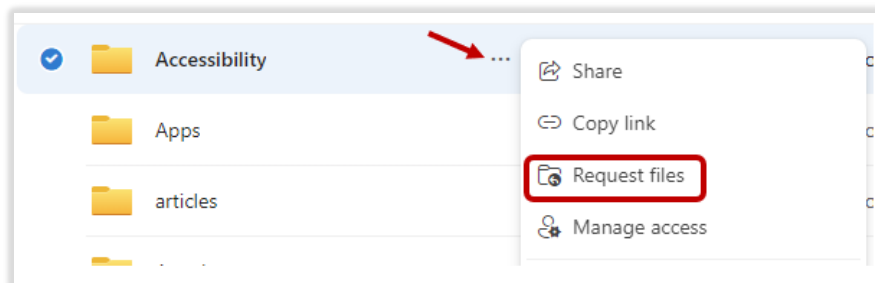 Accessibility
...
Share
Copy link
Apps
Request files
articles
Manage access